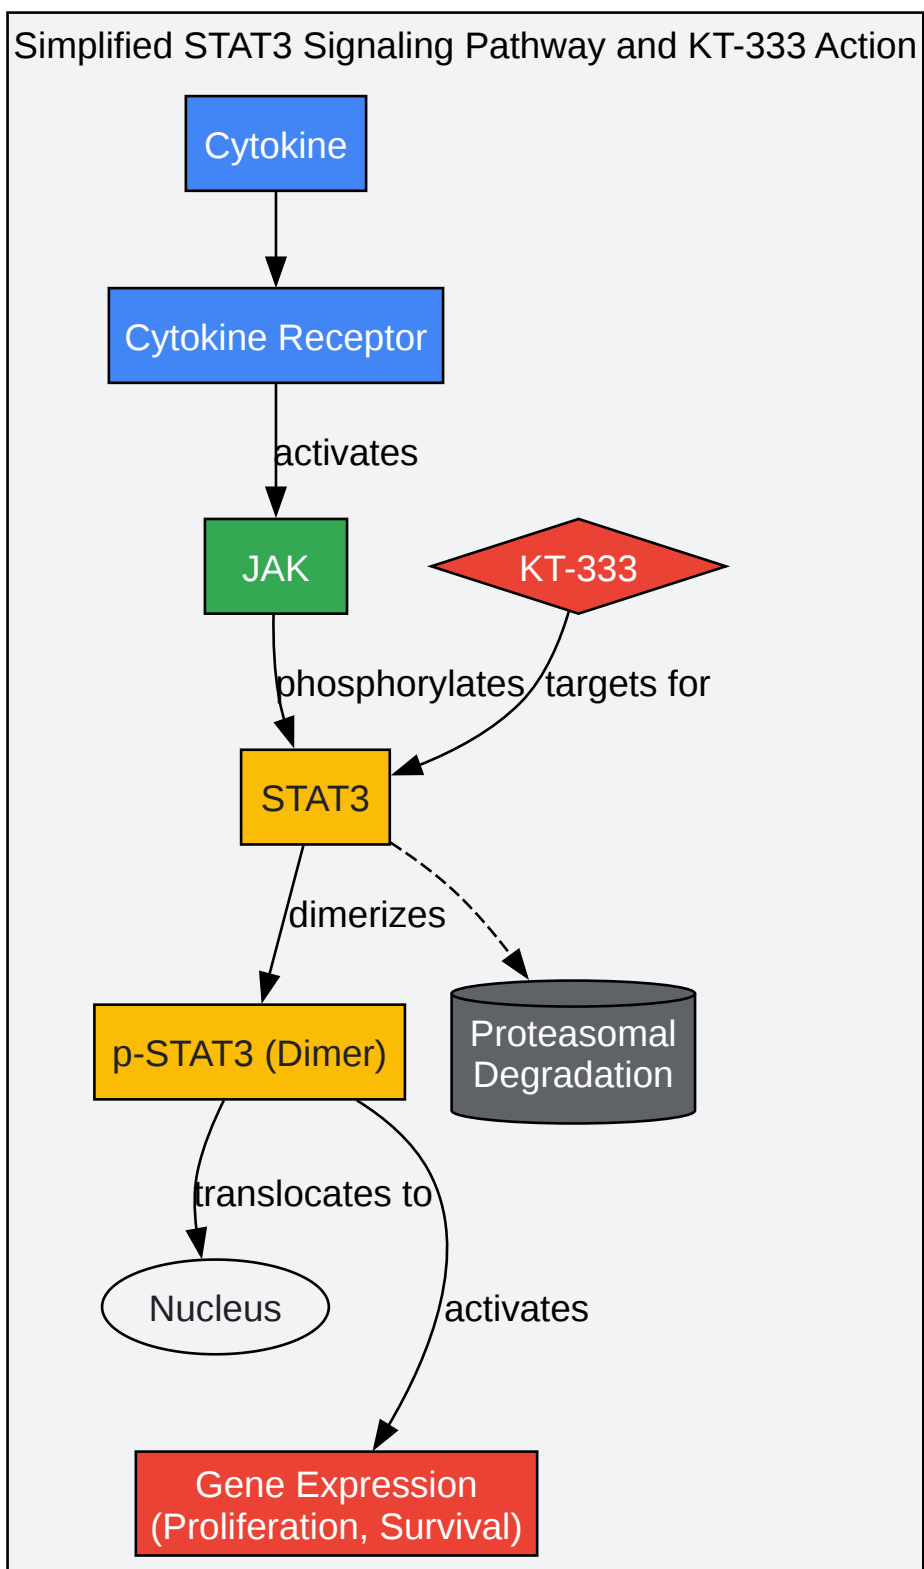 Simplified STAT3 Signaling Pathway and KT-333 Action
Cytokine
Cytokine Receptor
activates
JAK
KT-333
phosphorylates
targets for
STAT3
dimerizes
p-STAT3 (Dimer)
Proteasomal
Degradation
translocates to
Nucleus
activates
Gene Expression
(Proliferation, Survival)